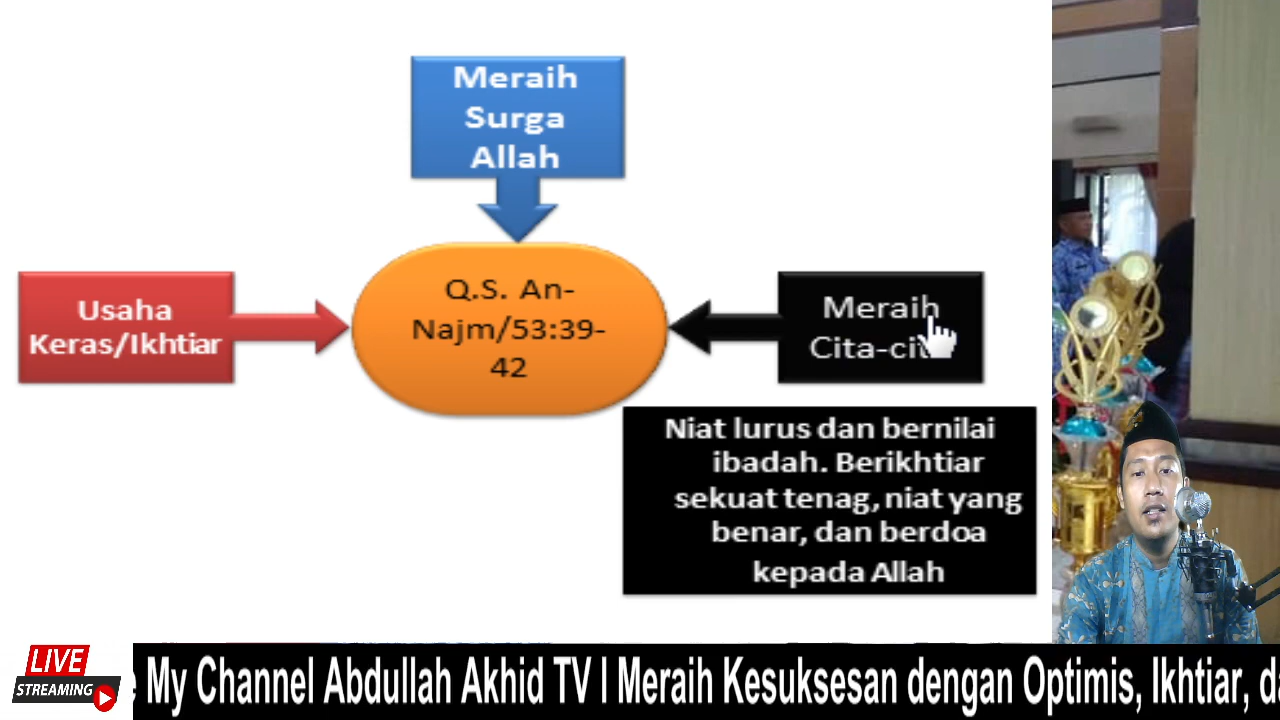 Meraih
Surga
Allah
Usaha
Keras/Ikhtiar
Q.S. An-
Najm/53:39-
42
Meraih
Niat lurus dan bernilai
ibadah. Berikhtiar
sekuat tenag, niat yang
benar, dan berdoa
kepada Allah
LIVE
STREAMING
My Channel Abdullah Akhid TV I Meraih Kesuksesan dengan Optimis, Ikhtiar,